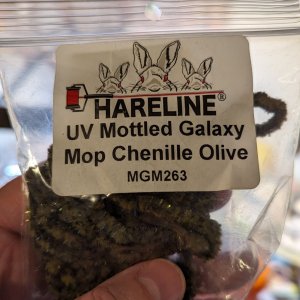 HARELINE®
UV Mottled Galaxy
Mop Chenille Olive
MGM263